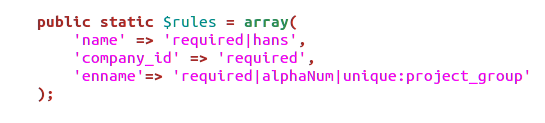 public static $rules = array(
'name' => 'required|hans',
'company_id' => 'required',
'enname'=> 'required|alphaNum|unique:project_group'
);